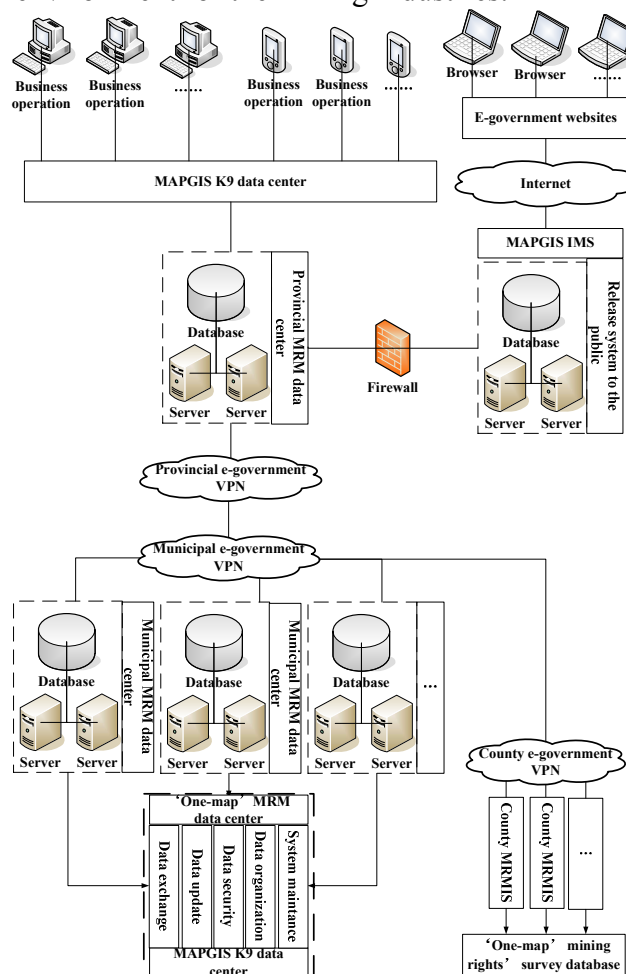 Business operation
Business operation
......
Business operation
Business operation
......
Browser
Browser
......
E-government websites
MAPGIS K9 data center
Internet
MAPGIS IMS
Database
Server
Server
Provincial MRM data
center
Firewall
Database
Server
Server
Release system to the
public
Provincial e-government
VPN
Municipal e-government
VPN
Database
Server
Server
Municipal MRM data
center
Database
Server
Server
Municipal MRM data
center
Database
Server
Server
...
County e-government
VPN
‘One-map’ MRM
data center
Data exchange
Data update
Data security
Data organization
System maintance
MAPGIS K9 data
center
County MRMIS
County MRMIS
...
‘One-map’ mining
rights’ survey database